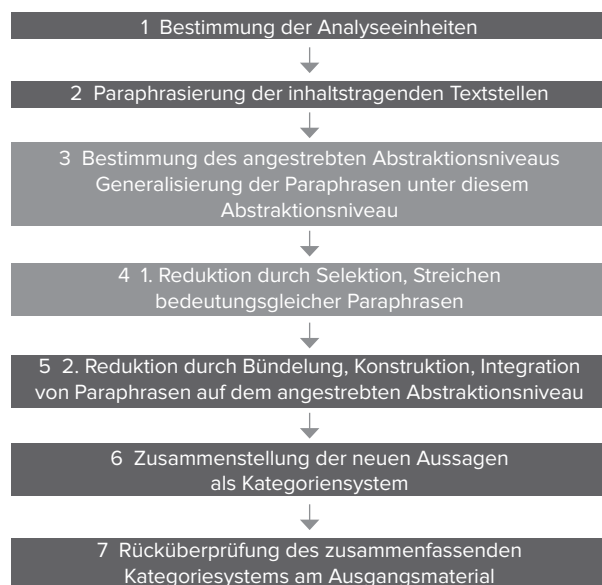 1 Bestimmung der Analyseeinheiten
2 Paraphrasierung der inhaltstragenden Textstellen
3 Bestimmung des angestrebten Abstraktionsniveaus
Generalisierung der Paraphrasen unter diesem
Abstraktionsniveau
4 1. Reduktion durch Selektion, Streichen
bedeutungsgleicher Paraphrasen
5 2. Reduktion durch Bündelung, Konstruktion, Integration
von Paraphrasen auf dem angestrebten Abstraktionsniveau
6 Zusammenstellung der neuen Aussagen
als Kategoriensystem
7 Rücküberprüfung des zusammenfassenden
Kategoriesystems am Ausgangsmaterial